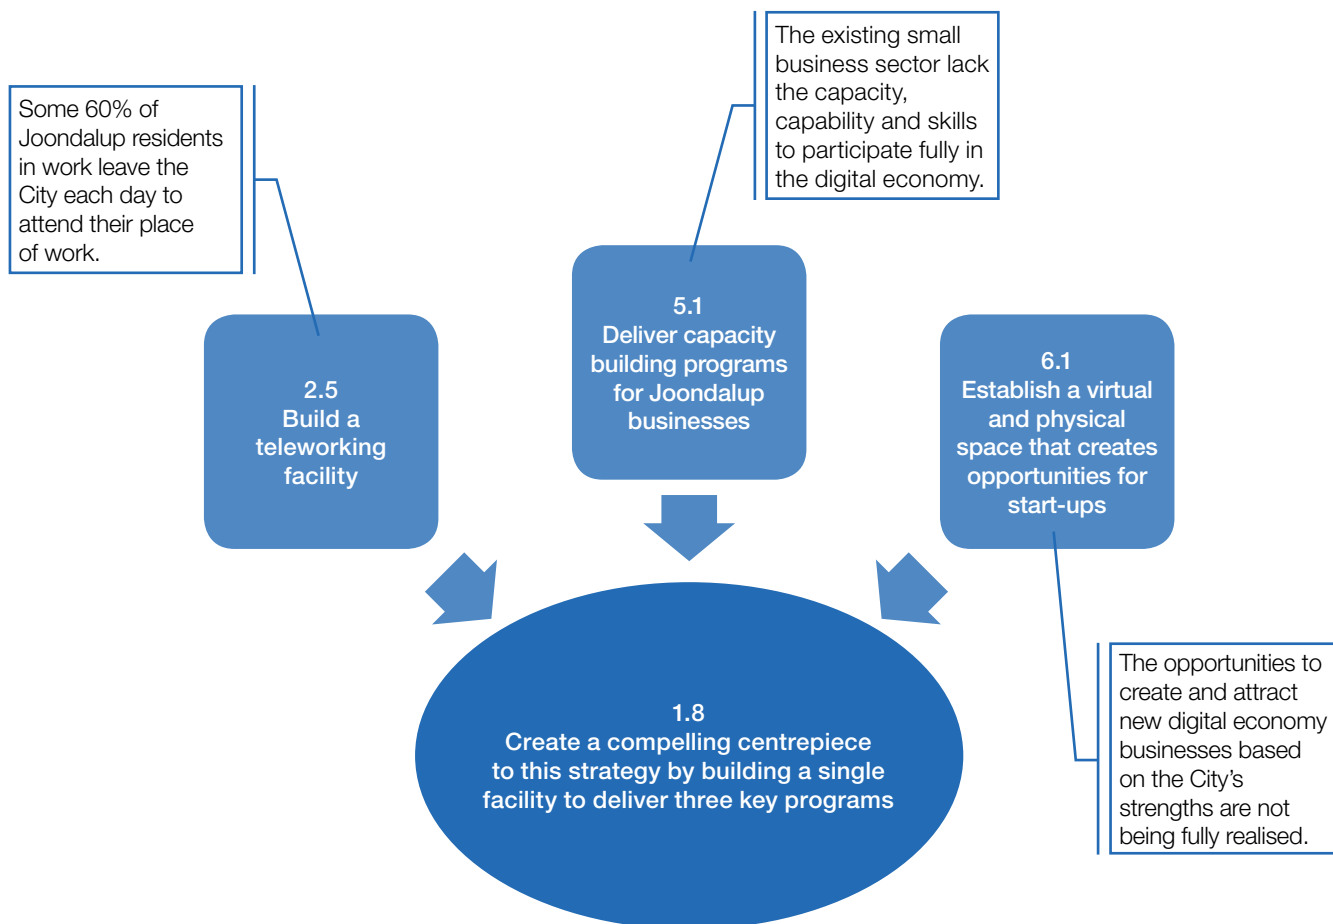 Some 60% of
Joondalup residents
in work leave the
City each day to
attend their place
of work.
The existing small
business sector lack
the capacity,
capability and skills
to participate fully in
the digital economy.
2.5
Build a
teleworking
facility
5.1
Deliver capacity
building programs
for Joondalup
businesses
6.1
Establish a virtual
and physical
space that creates
opportunities for
start-ups
1.8
Create a compelling centrepiece
to this strategy by building a single
facility to deliver three key programs
The opportunities to
create and attract
new digital economy
businesses based
on the City’s
strengths are not
being fully realised.